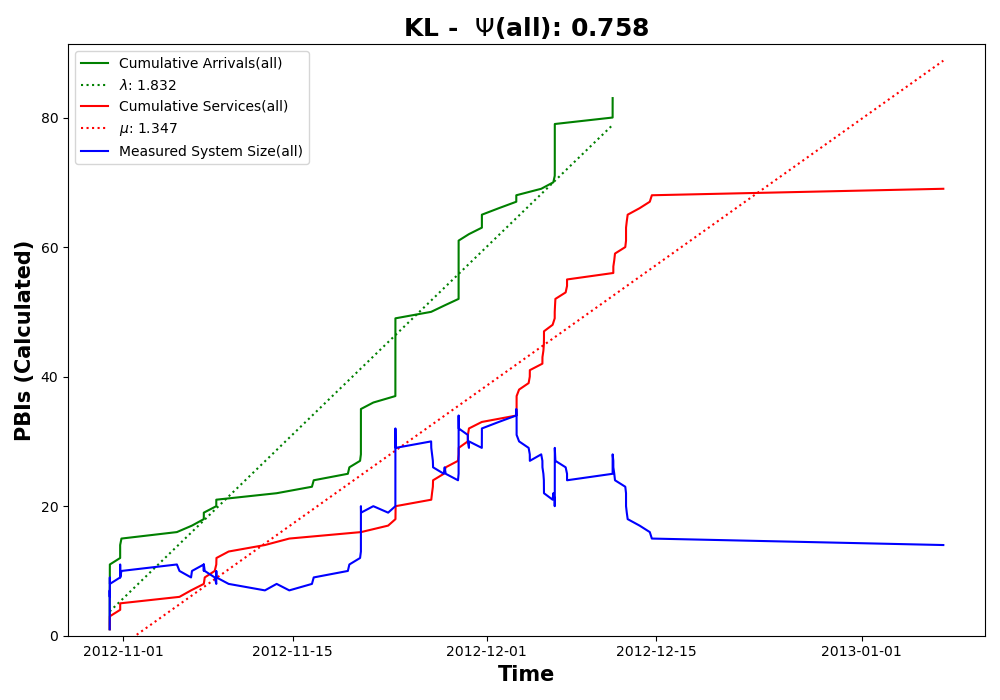 KL - Ψ(all): 0.758
Cumulative Arrivals(all)
λ: 1.832
Cumulative Services(all)
μ: 1.347
Measured System Size(all)
PBIs (Calculated)
80
60
40
20
0
2012-11-01 2012-11-15 2012-12-01 2012-12-15 2013-01-01
Time